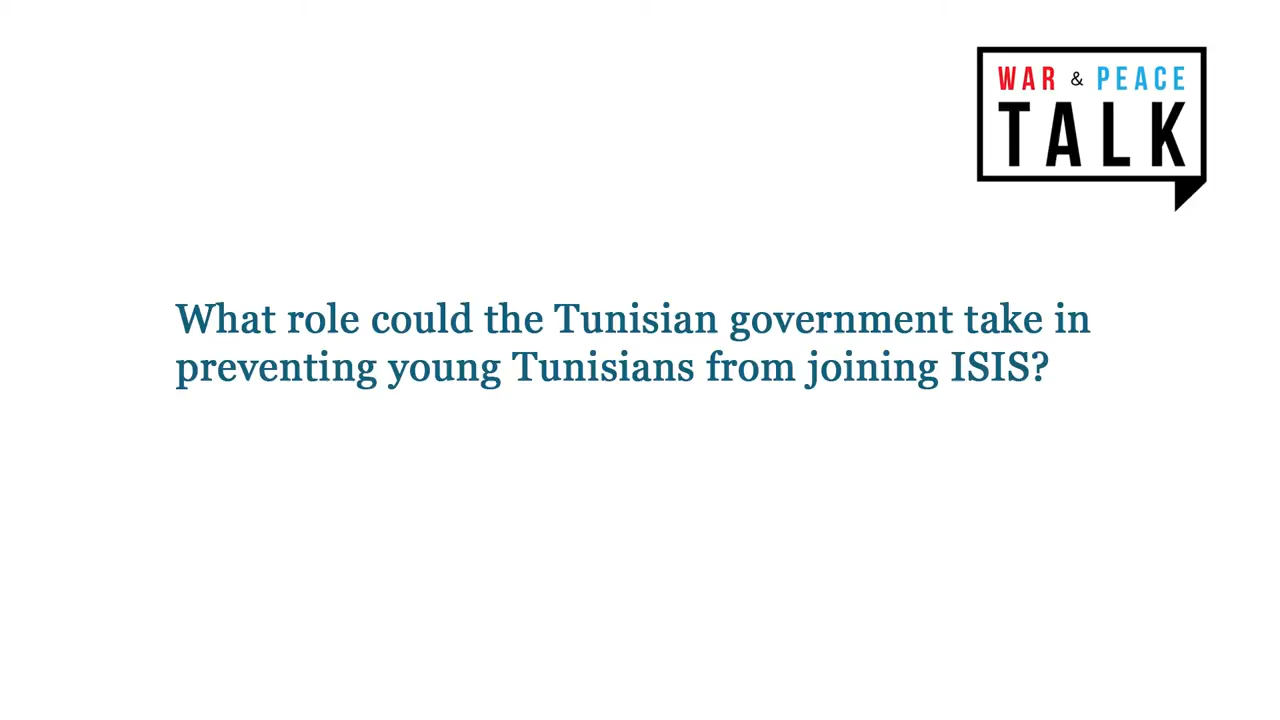 WAR & PEACE
TALK
What role could the Tunisian government take in
preventing young Tunisians from joining ISIS?